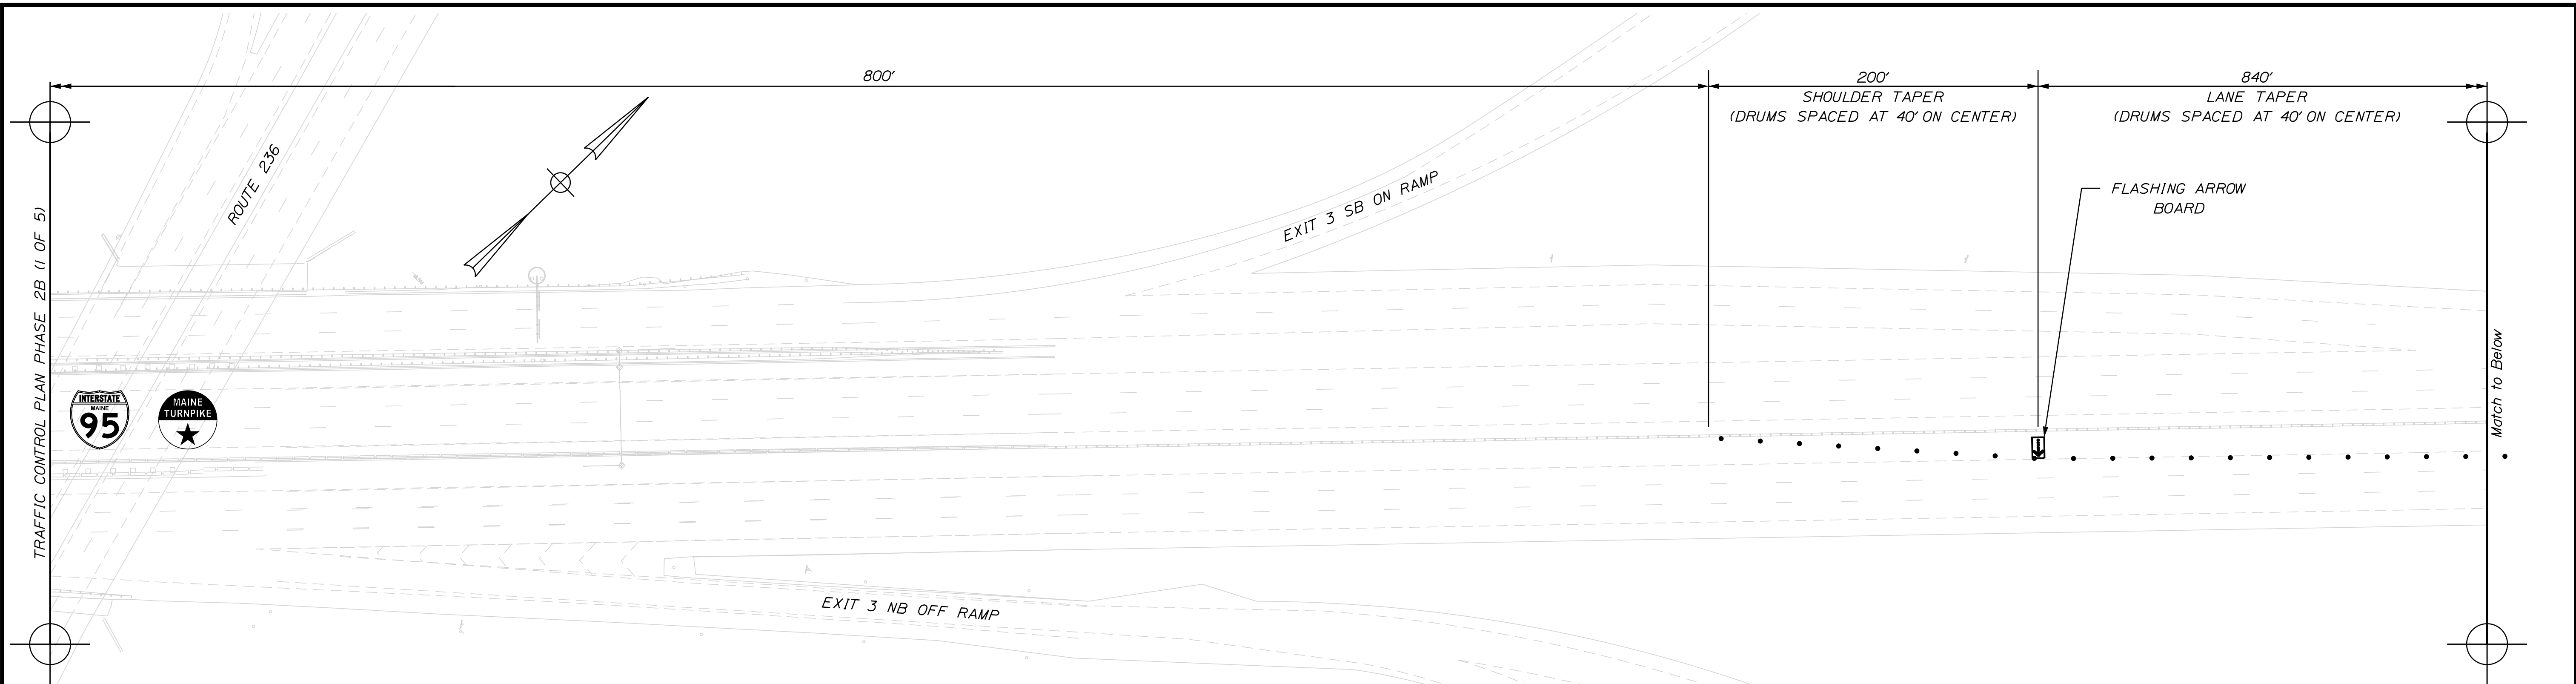 800'
200'
840'
SHOULDER TAPER
(DRUMS SPACED AT 40' ON CENTER)
LANE TAPER
(DRUMS SPACED AT 40' ON CENTER)
ROUTE 236
EXIT 3 SB ON RAMP
FLASHING ARROW
BOARD
TRAFFIC CONTROL PLAN PHASE 2B (1 OF 5)
INTERSTATE
MAINE
95
MAINE
TURNPIKE
Match to Below
EXIT 3 NB OFF RAMP